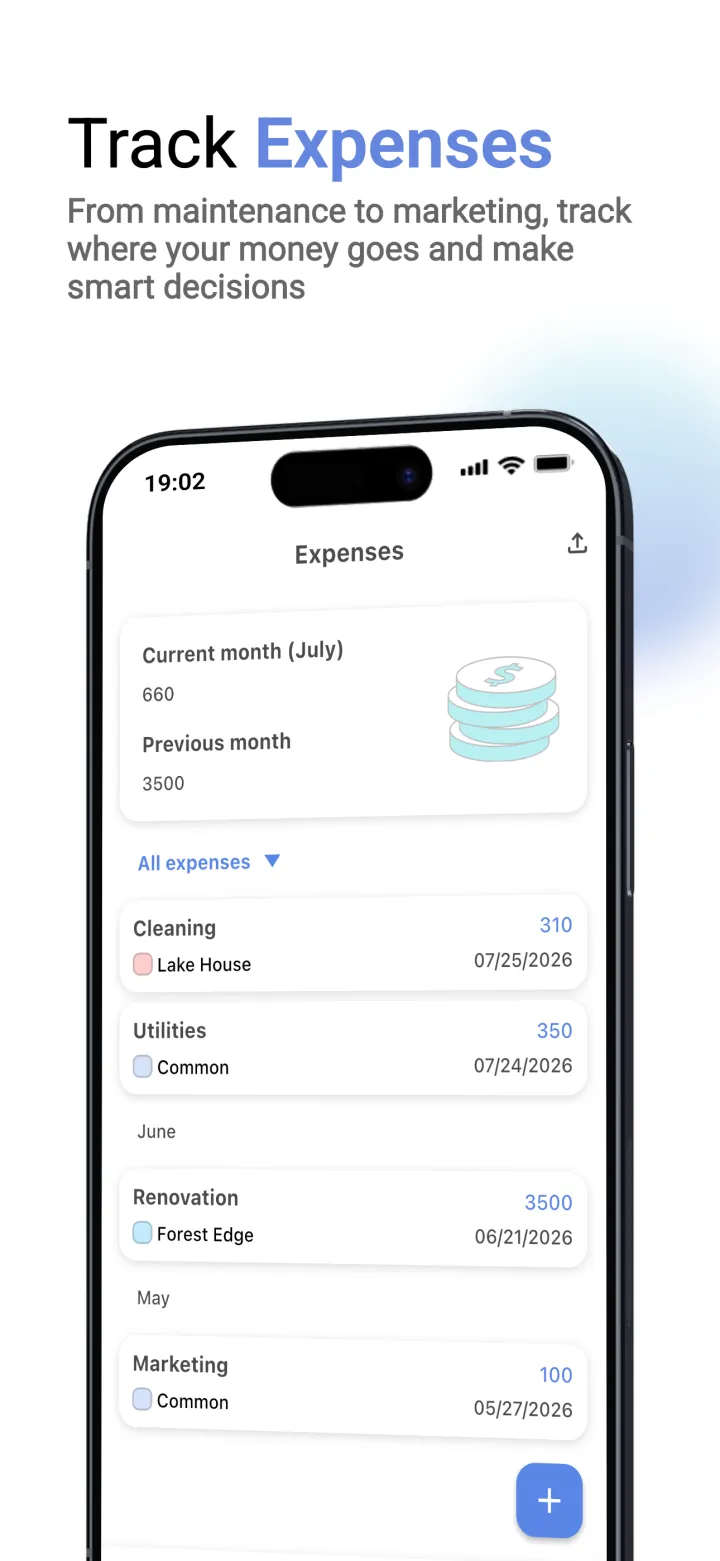 Track Expenses
From maintenance to marketing, track
where your money goes and make
smart decisions
19:02
Expenses
Current month (July)
660
Previous month
3500
$
All expenses
Cleaning 310
Lake House 07/25/2026
Utilities 350
Common 07/24/2026
June
Renovation 3500
Forest Edge 06/21/2026
May
Marketing 100
Common 05/27/2026
+